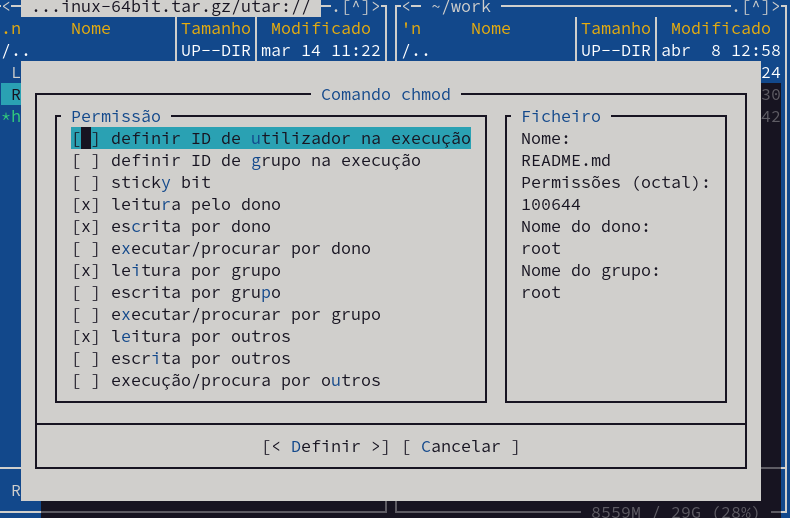 <— ...inux-64bit.tar.gz/utar:// —.[^]>
<— ~/work —.[^]>
.n Nome Tamanho Modificado
'n Nome Tamanho Modificado
/.. UP--DIR mar 14 11:22
/.. UP--DIR abr  8 12:58
L
24
R
30
*h
42
Comando chmod
Permissão
[ ] definir ID de utilizador na execução
[ ] definir ID de grupo na execução
[ ] sticky bit
[x] leitura pelo dono
[x] escrita por dono
[ ] executar/procurar por dono
[x] leitura por grupo
[ ] escrita por grupo
[ ] executar/procurar por grupo
[x] leitura por outros
[ ] escrita por outros
[ ] execução/procura por outros
Ficheiro
Nome:
README.md
Permissões (octal):
100644
Nome do dono:
root
Nome do grupo:
root
[< Definir >] [ Cancelar ]
R
8559M / 29G (28%)